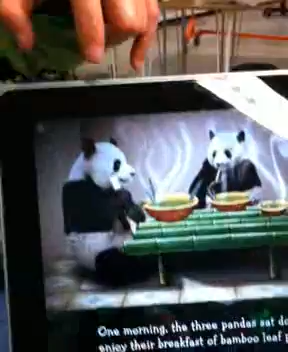 One morning, the three pandas sat do
enjoy their breakfast of bamboo leaf p